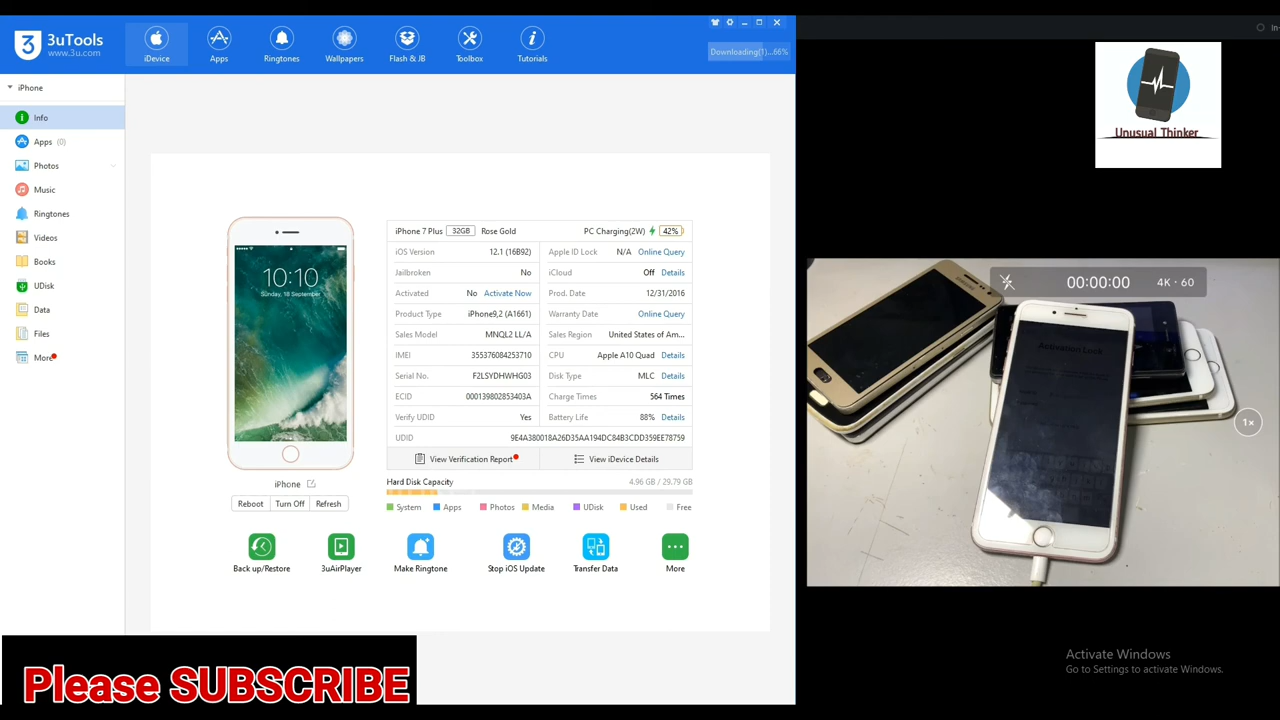 3uTools
www.3u.com
iDevice
Apps
Ringtones
Wallpapers
Flash & JB
Toolbox
Tutorials
Downloading(1)...66%
iPhone
Info
Apps (0)
Photos
Music
Ringtones
Videos
Books
UDisk
Data
Files
More
10:10
Sunday, 18 September
iPhone
Reboot
Turn Off
Refresh
iPhone 7 Plus 32GB Rose Gold PC Charging(2W) 42%
iOS Version 12.1 (16B92) Apple ID Lock N/A Online Query
Jailbroken No iCloud Off Details
Activated No Activate Now Prod. Date 12/31/2016
Product Type iPhone9,2 (A1661) Warranty Date Online Query
Sales Model MNQL2 LL/A Sales Region United States of Am...
IMEI 355376084253710 CPU Apple A10 Quad Details
Serial No. F2LSYDHWHG03 Disk Type MLC Details
ECID 000139802853403A Charge Times 564 Times
Verify UDID Yes Battery Life 88% Details
UDID 9E4A380018A26D35AA194DC84B3CDD359EE78759
View Verification Report View iDevice Details
Hard Disk Capacity 4.96 GB / 29.79 GB
System Apps Photos Media UDisk Used Free
Back up/Restore
3uAirPlayer
Make Ringtone
Stop iOS Update
Transfer Data
More
Please SUBSCRIBE
Unusual Thinker
00:00:00
4K · 60
Activation Lock
1×
Activate Windows
Go to Settings to activate Windows.